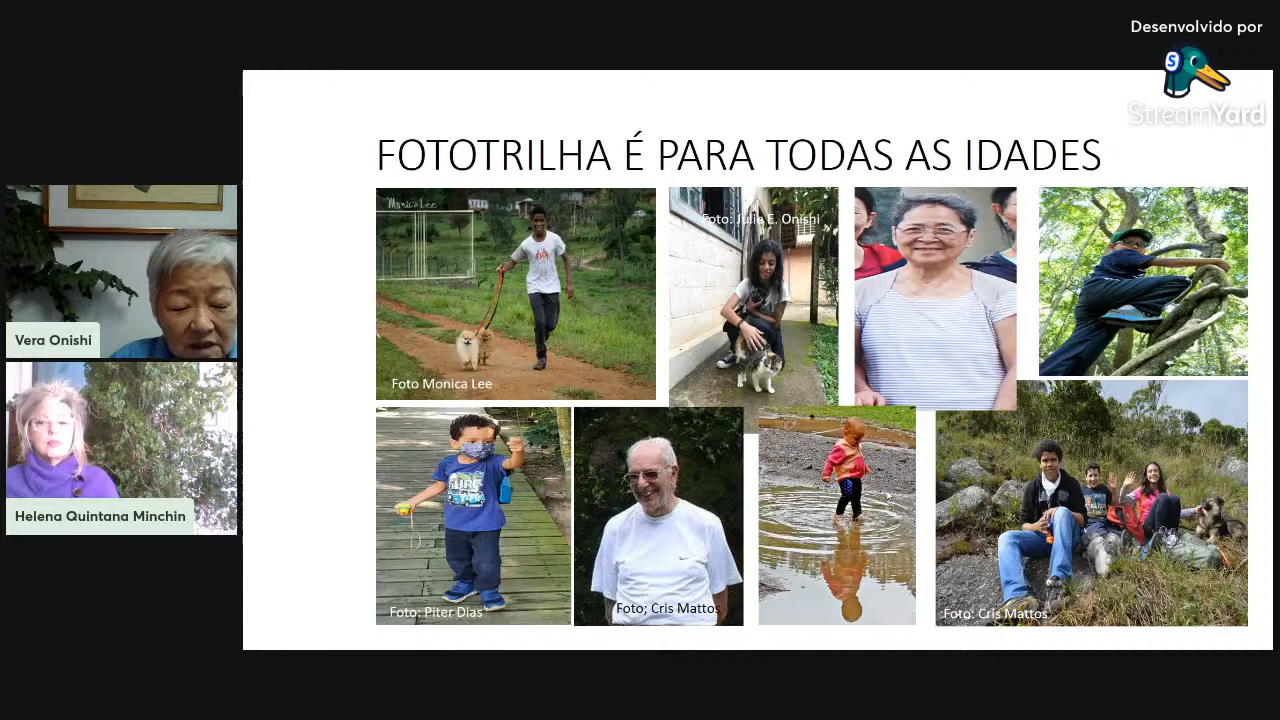 Desenvolvido por
StreamYard
FOTOTRILHA É PARA TODAS AS IDADES
Monica Lee
Foto: Julia E. Onishi
Foto Monica Lee
Vera Onishi
Helena Quintana Minchin
Foto: Piter Dias
Foto; Cris Mattos
Foto: Cris Mattos